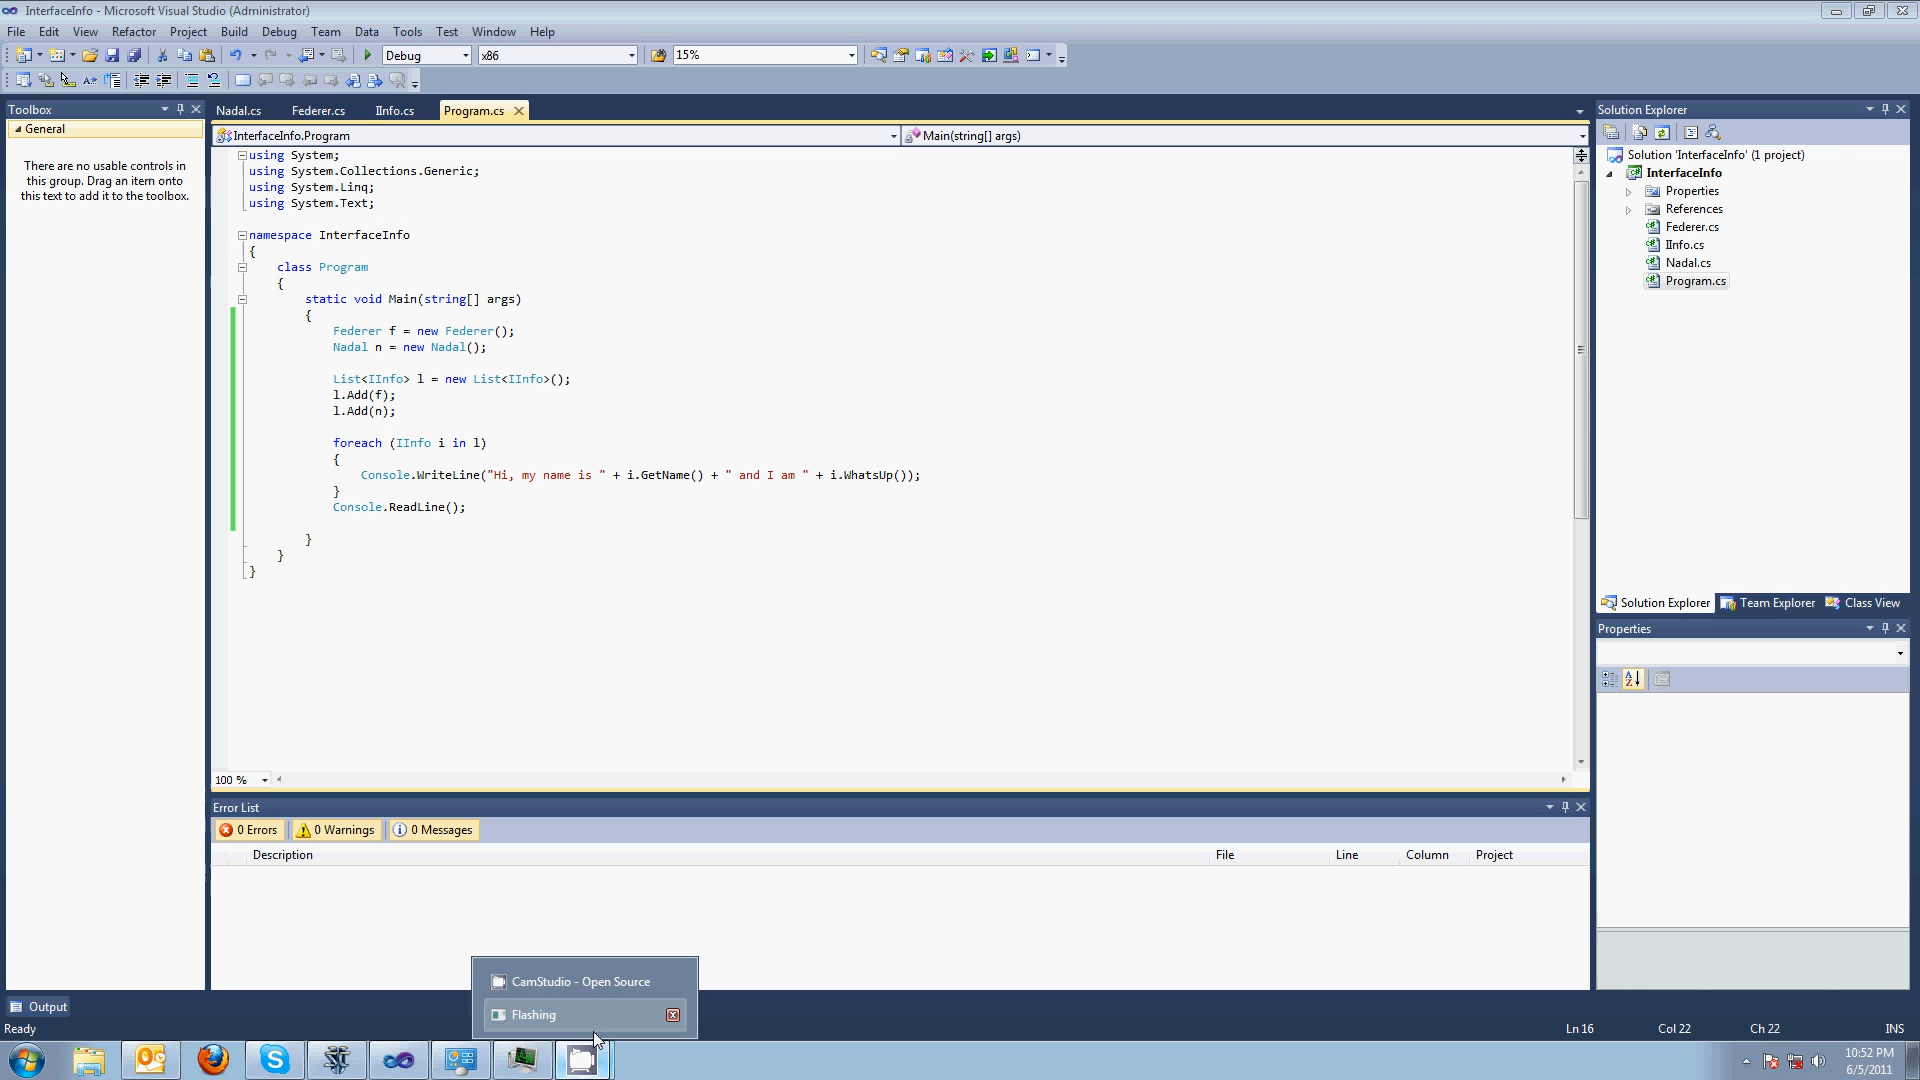 InterfaceInfo - Microsoft Visual Studio (Administrator)
File Edit View Refactor Project Build Debug Team Data Tools Test Window Help
Debug x86 15%
Toolbox
General
There are no usable controls in
this group. Drag an item onto
this text to add it to the toolbox.
Nadal.cs Federer.cs IInfo.cs Program.cs
InterfaceInfo.Program Main(string[] args)
using System;
using System.Collections.Generic;
using System.Linq;
using System.Text;
namespace InterfaceInfo
{
class Program
{
static void Main(string[] args)
{
Federer f = new Federer();
Nadal n = new Nadal();
List<IInfo> l = new List<IInfo>();
l.Add(f);
l.Add(n);
foreach (IInfo i in l)
{
Console.WriteLine("Hi, my name is " + i.GetName() + " and I am " + i.WhatsUp());
}
Console.ReadLine();
}
}
}
100 %
Solution Explorer
Solution 'InterfaceInfo' (1 project)
InterfaceInfo
Properties
References
Federer.cs
IInfo.cs
Nadal.cs
Program.cs
Solution Explorer Team Explorer Class View
Properties
Error List
0 Errors 0 Warnings 0 Messages
Description File Line Column Project
CamStudio - Open Source
Flashing
Output
Ready Ln 16 Col 22 Ch 22 INS
10:52 PM
6/5/2011